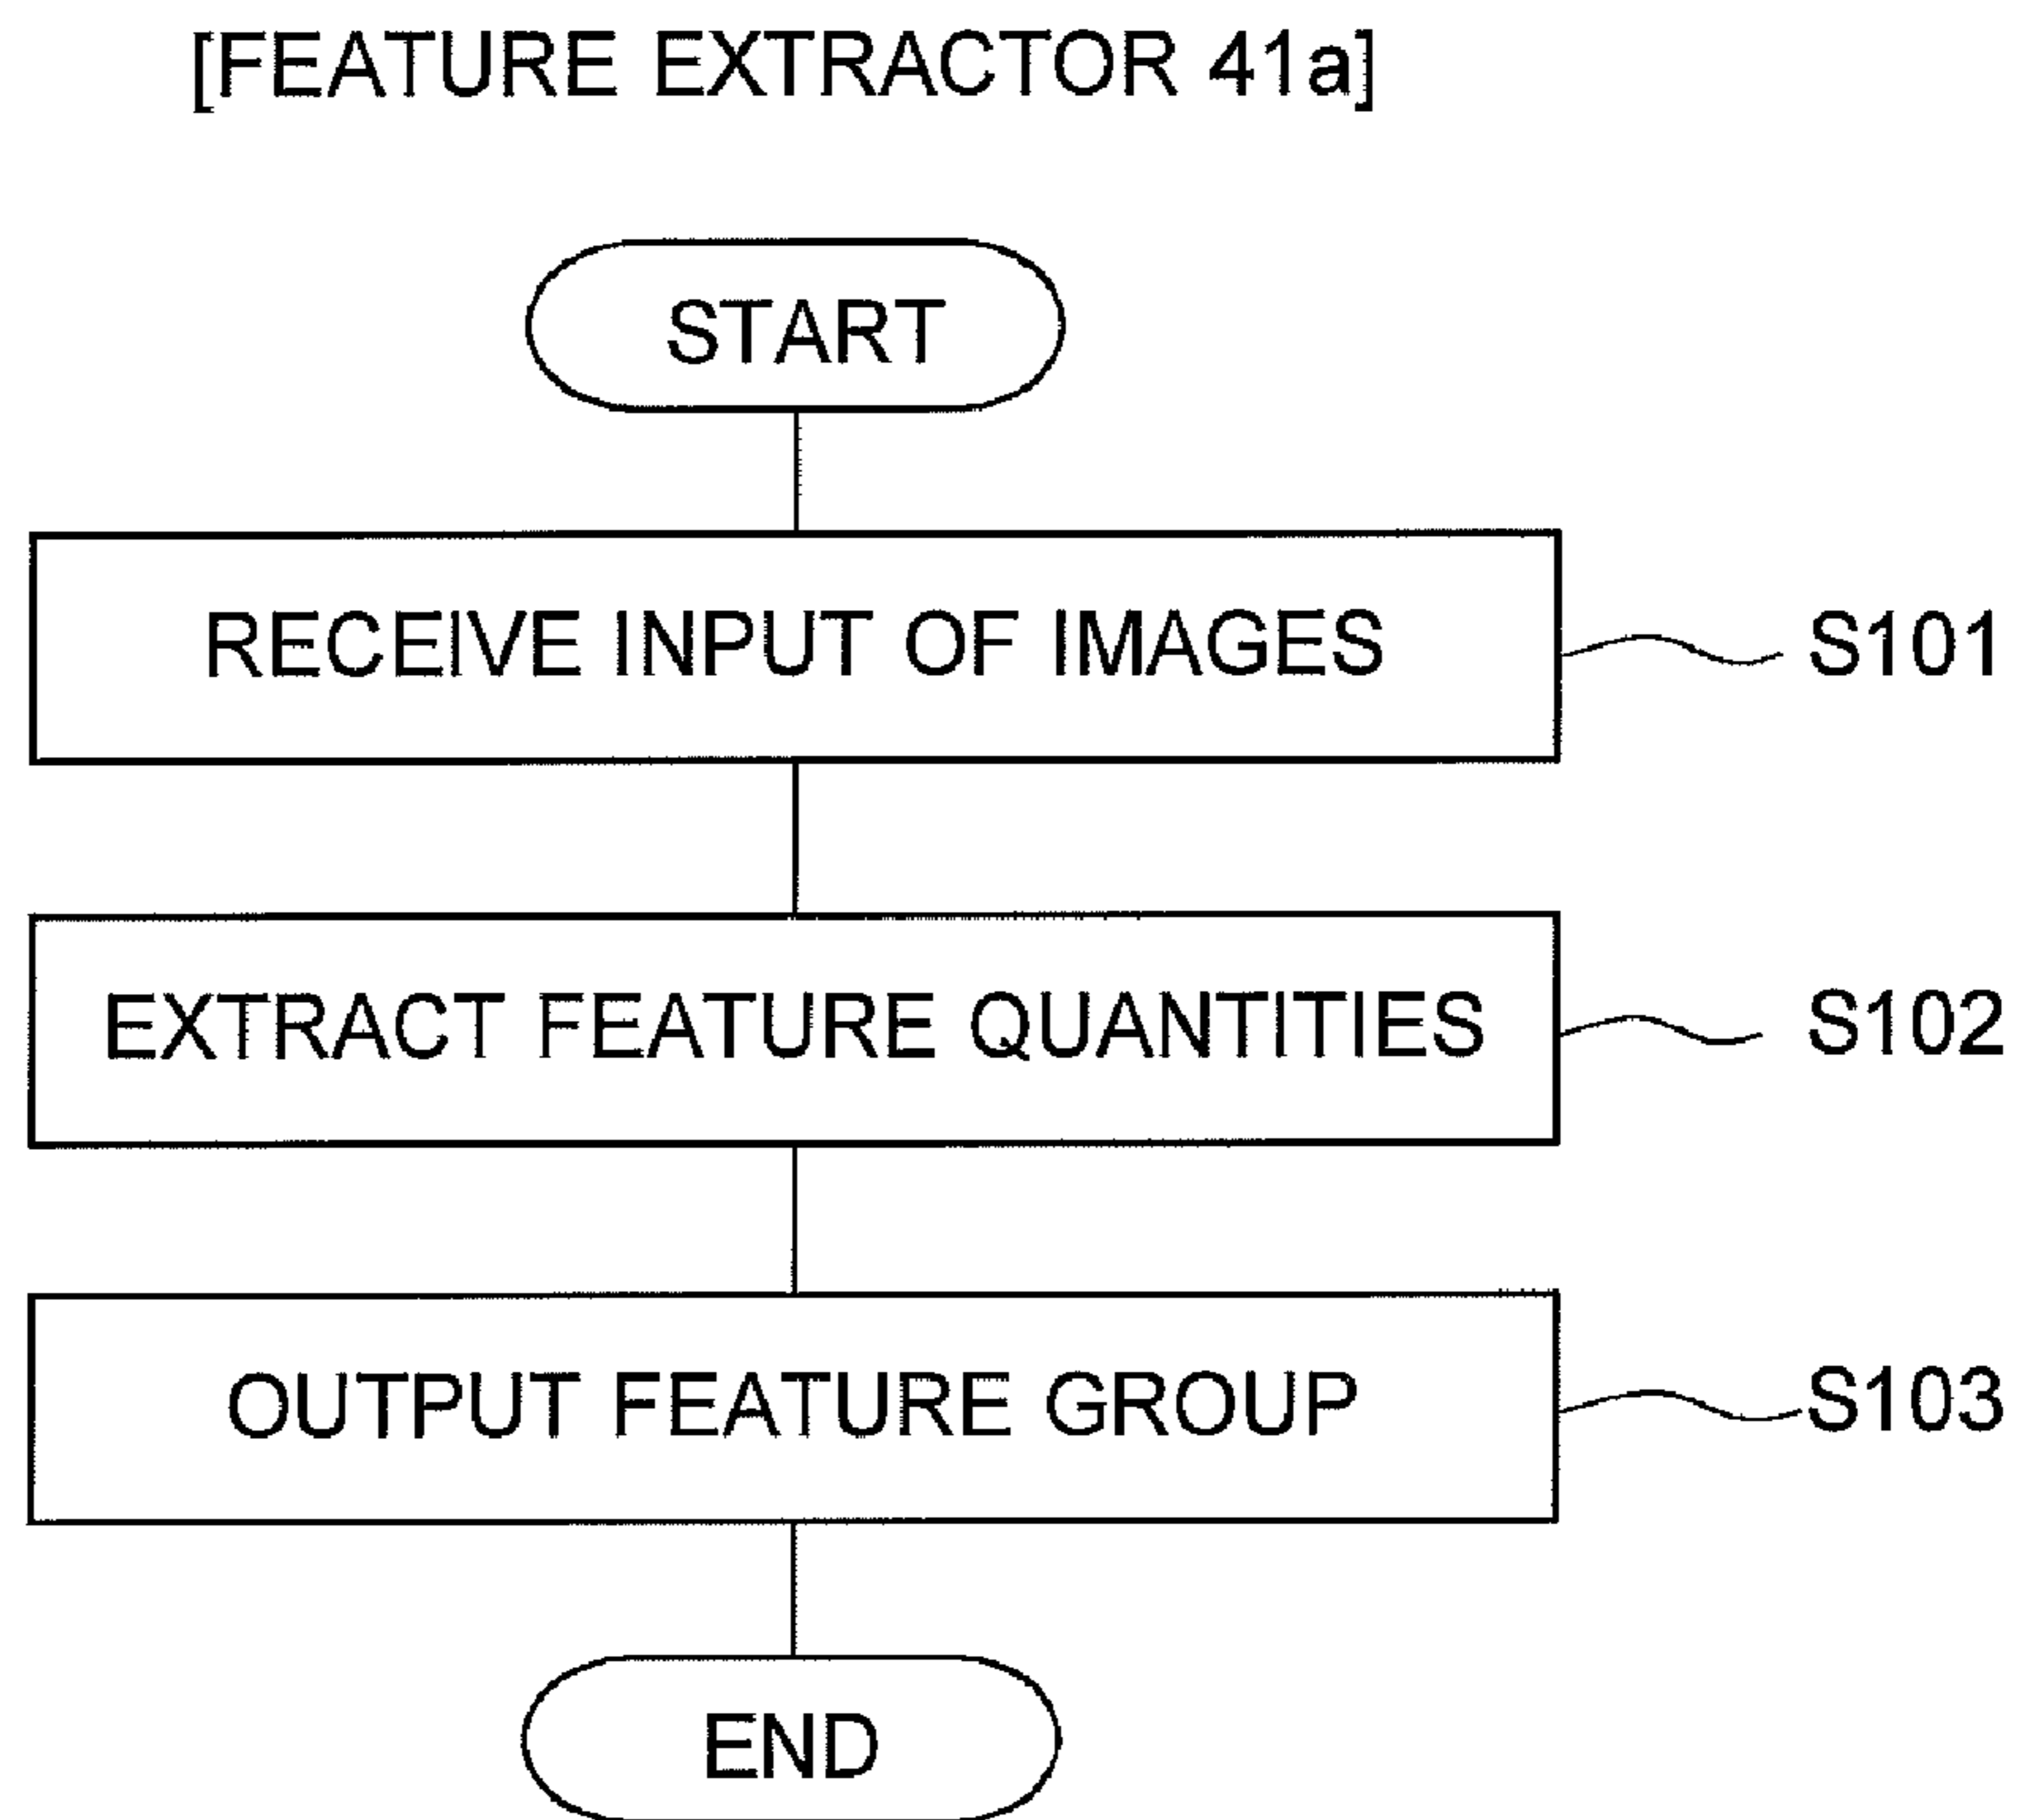 [FEATURE EXTRACTOR 41a]
START
RECEIVE INPUT OF IMAGES S101
EXTRACT FEATURE QUANTITIES S102
OUTPUT FEATURE GROUP S103
END